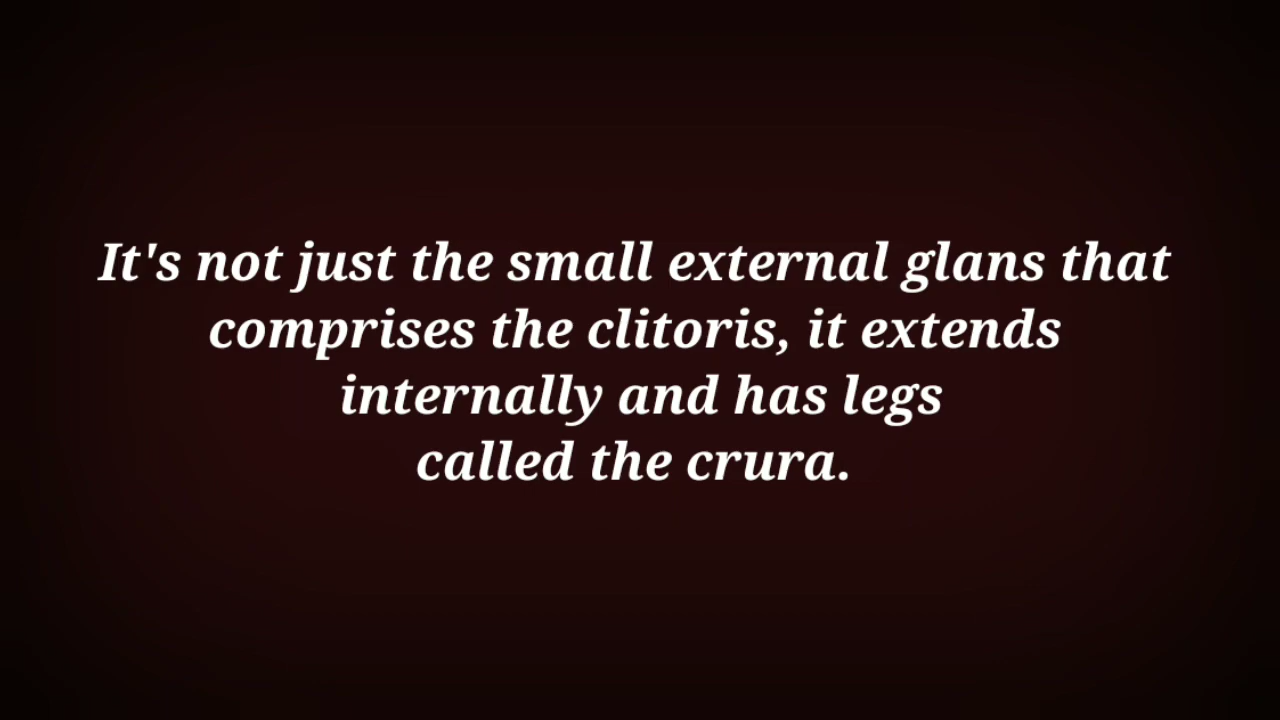 It's not just the small external glans that
comprises the clitoris, it extends
internally and has legs
called the crura.